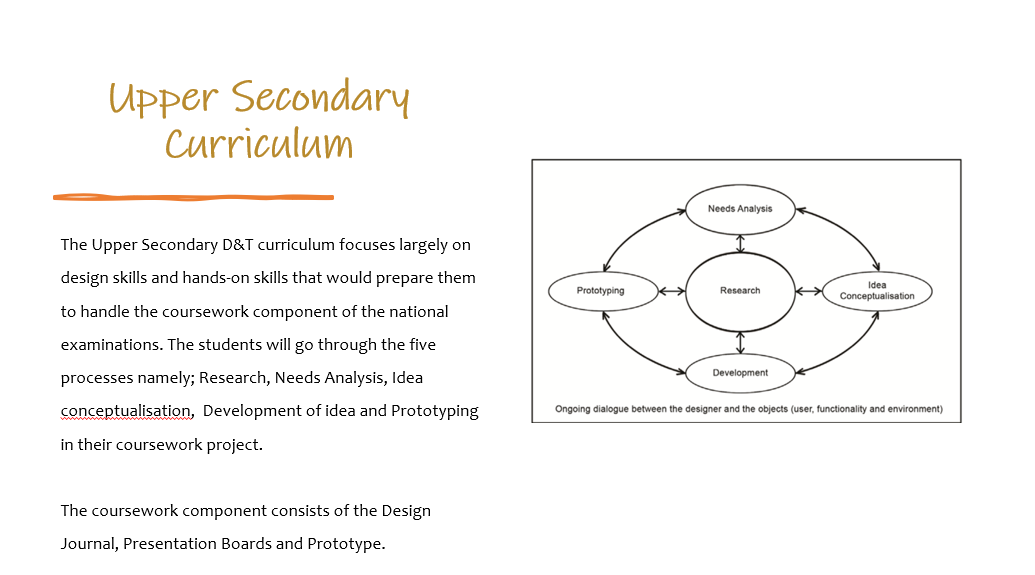 Upper Secondary
Curriculum
The Upper Secondary D&T curriculum focuses largely on
design skills and hands-on skills that would prepare them
to handle the coursework component of the national
examinations. The students will go through the five
processes namely; Research, Needs Analysis, Idea
conceptualisation,  Development of idea and Prototyping
in their coursework project.
The coursework component consists of the Design
Journal, Presentation Boards and Prototype.
Needs Analysis
Prototyping
Research
Idea
Conceptualisation
Development
Ongoing dialogue between the designer and the objects (user, functionality and environment)